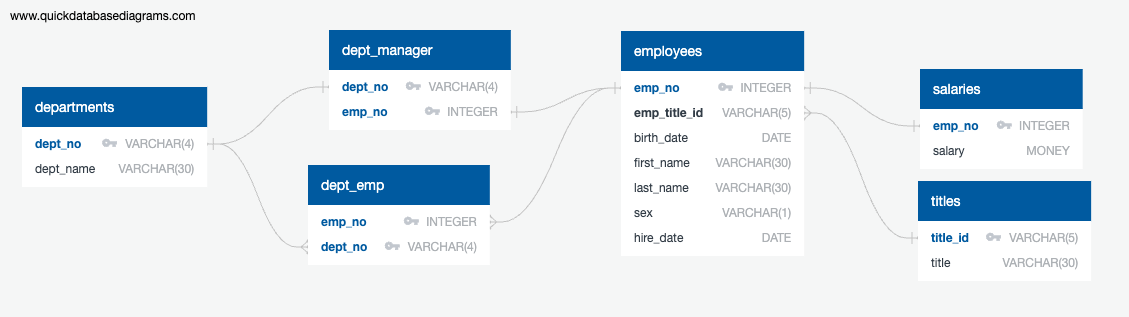 www.quickdatabasediagrams.com
departments
dept_no VARCHAR(4)
dept_name VARCHAR(30)
dept_manager
dept_no VARCHAR(4)
emp_no INTEGER
dept_emp
emp_no INTEGER
dept_no VARCHAR(4)
employees
emp_no INTEGER
emp_title_id VARCHAR(5)
birth_date DATE
first_name VARCHAR(30)
last_name VARCHAR(30)
sex VARCHAR(1)
hire_date DATE
salaries
emp_no INTEGER
salary MONEY
titles
title_id VARCHAR(5)
title VARCHAR(30)